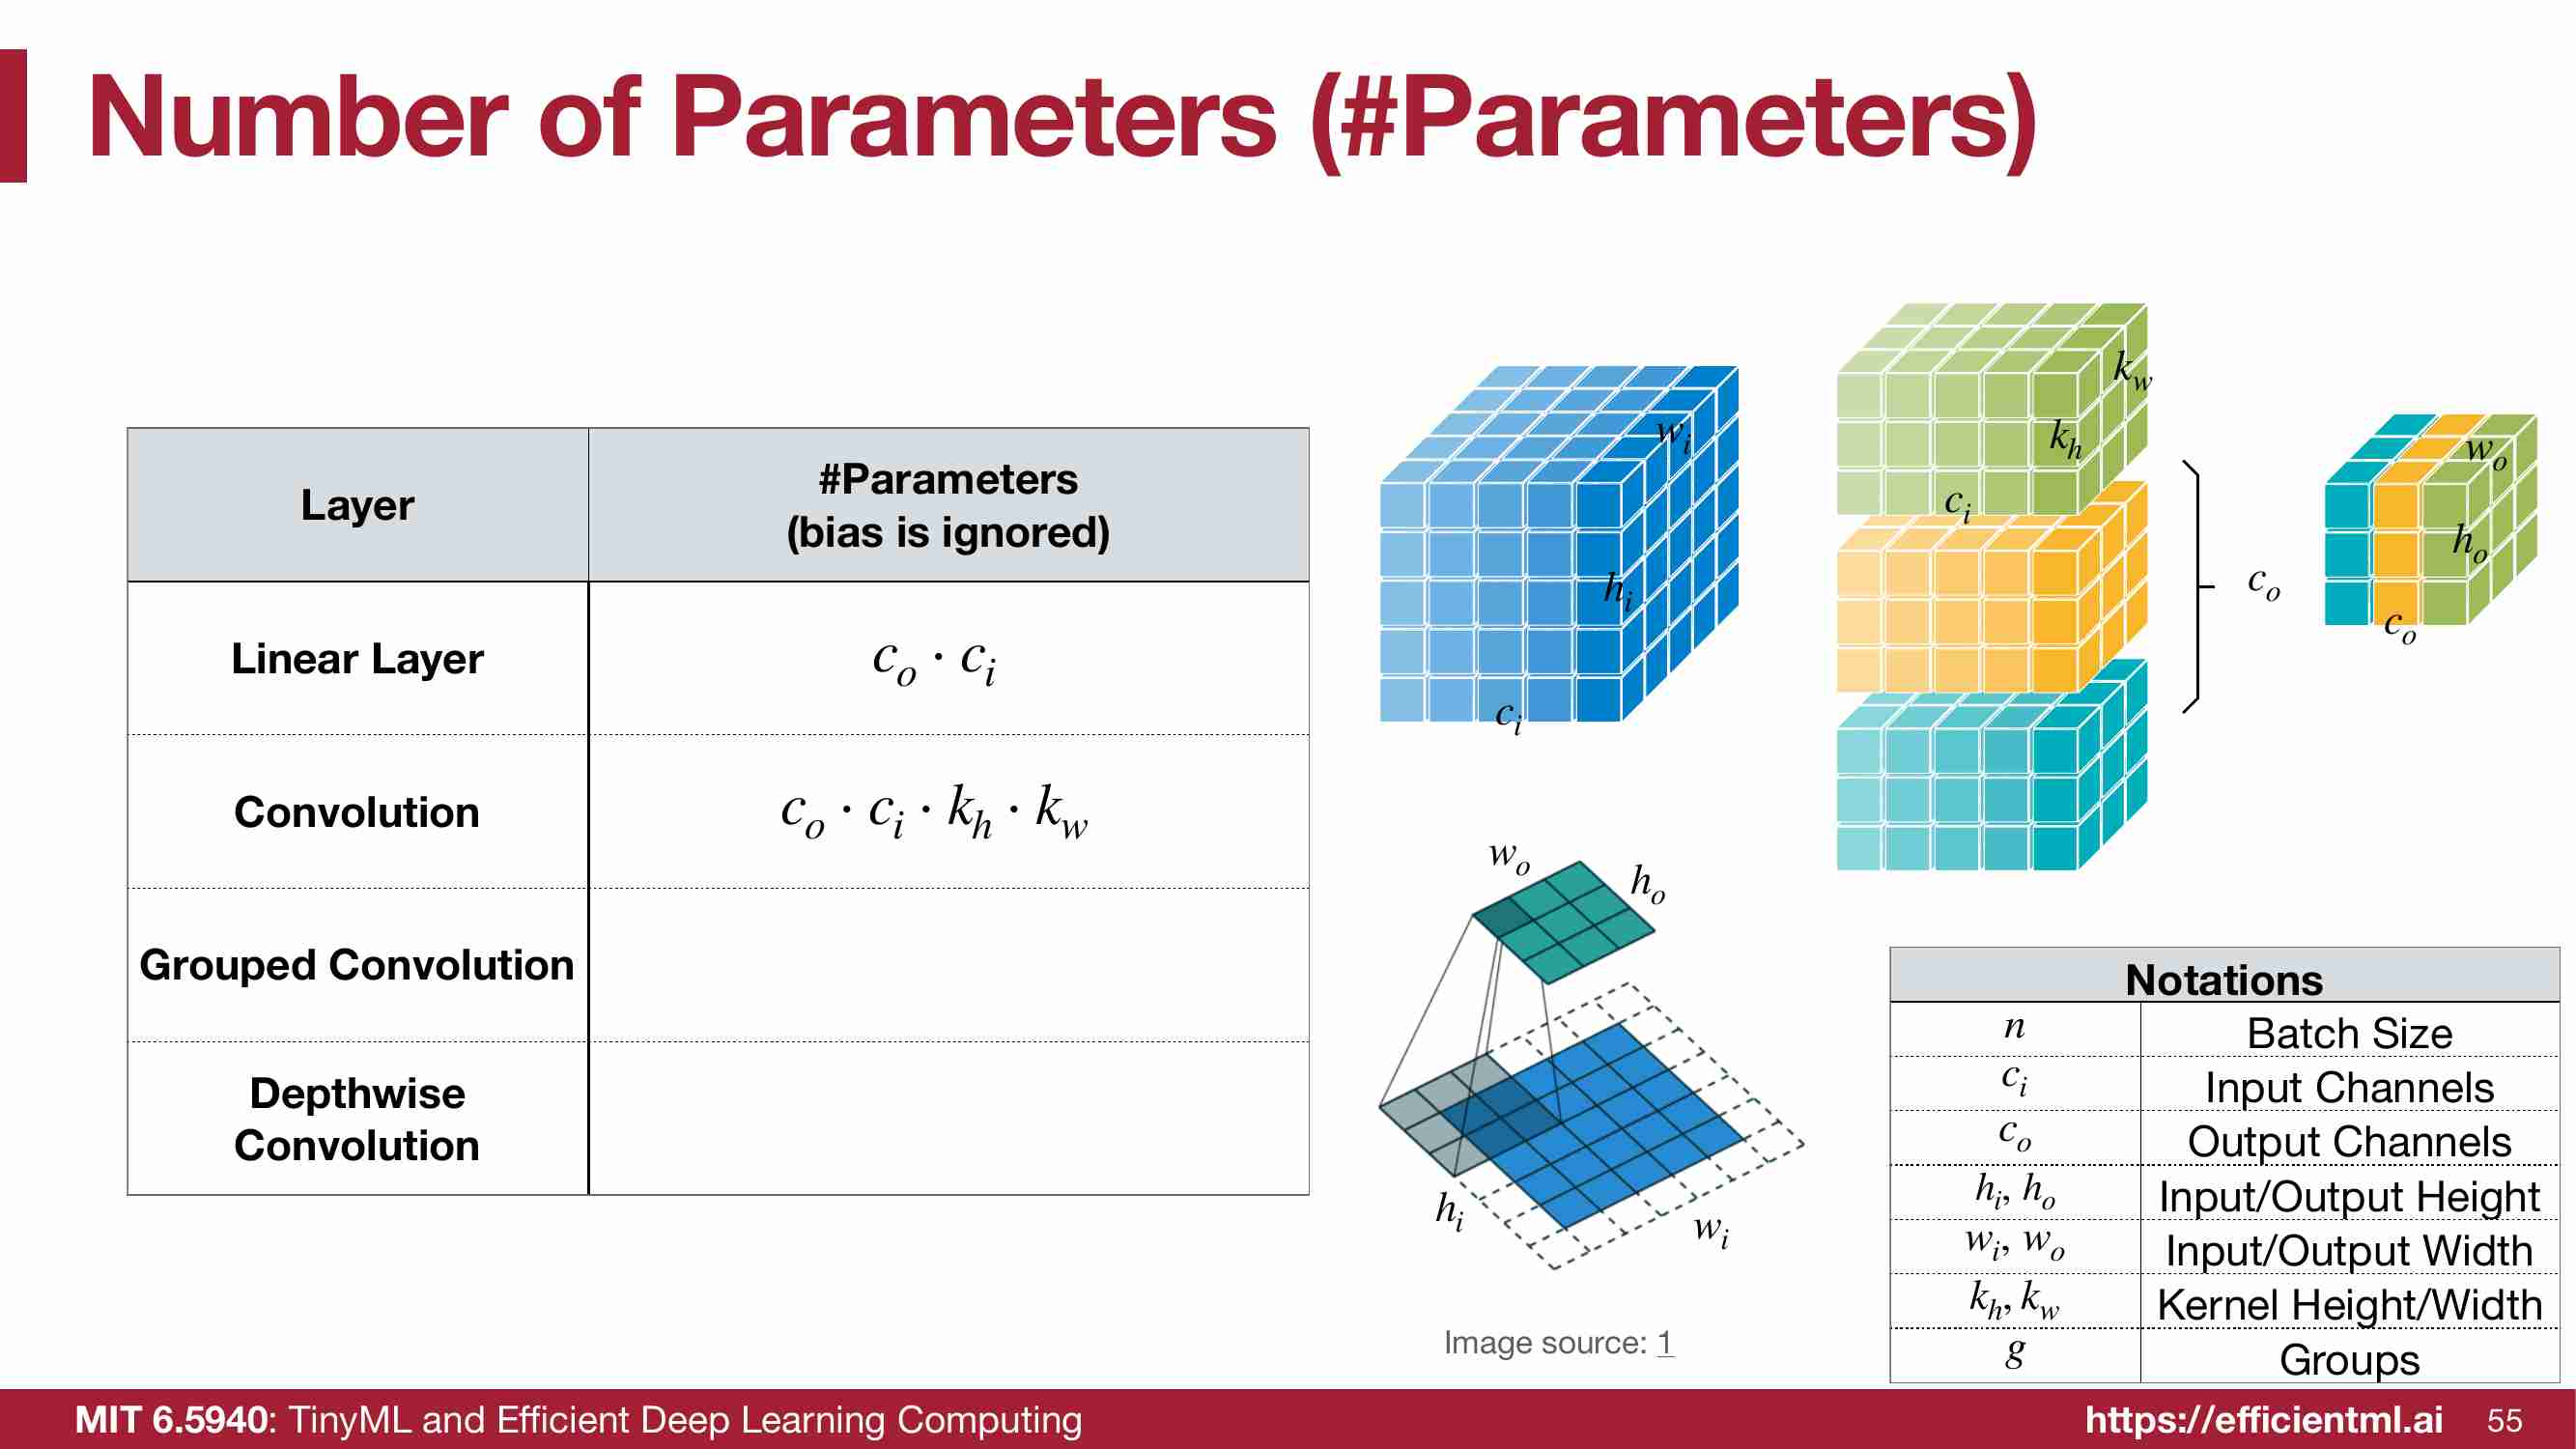 Number of Parameters (#Parameters)
Layer
#Parameters
(bias is ignored)
Linear Layer
c_o · c_i
Convolution
c_o · c_i · k_h · k_w
Grouped Convolution
Depthwise
Convolution
w_i
h_i
c_i
k_w
k_h
c_i
c_o
w_o
h_o
c_o
w_o
h_o
h_i
w_i
Image source: 1
Notations
n Batch Size
c_i Input Channels
c_o Output Channels
h_i, h_o Input/Output Height
w_i, w_o Input/Output Width
k_h, k_w Kernel Height/Width
g Groups
MIT 6.5940: TinyML and Efficient Deep Learning Computing
https://efficientml.ai 55